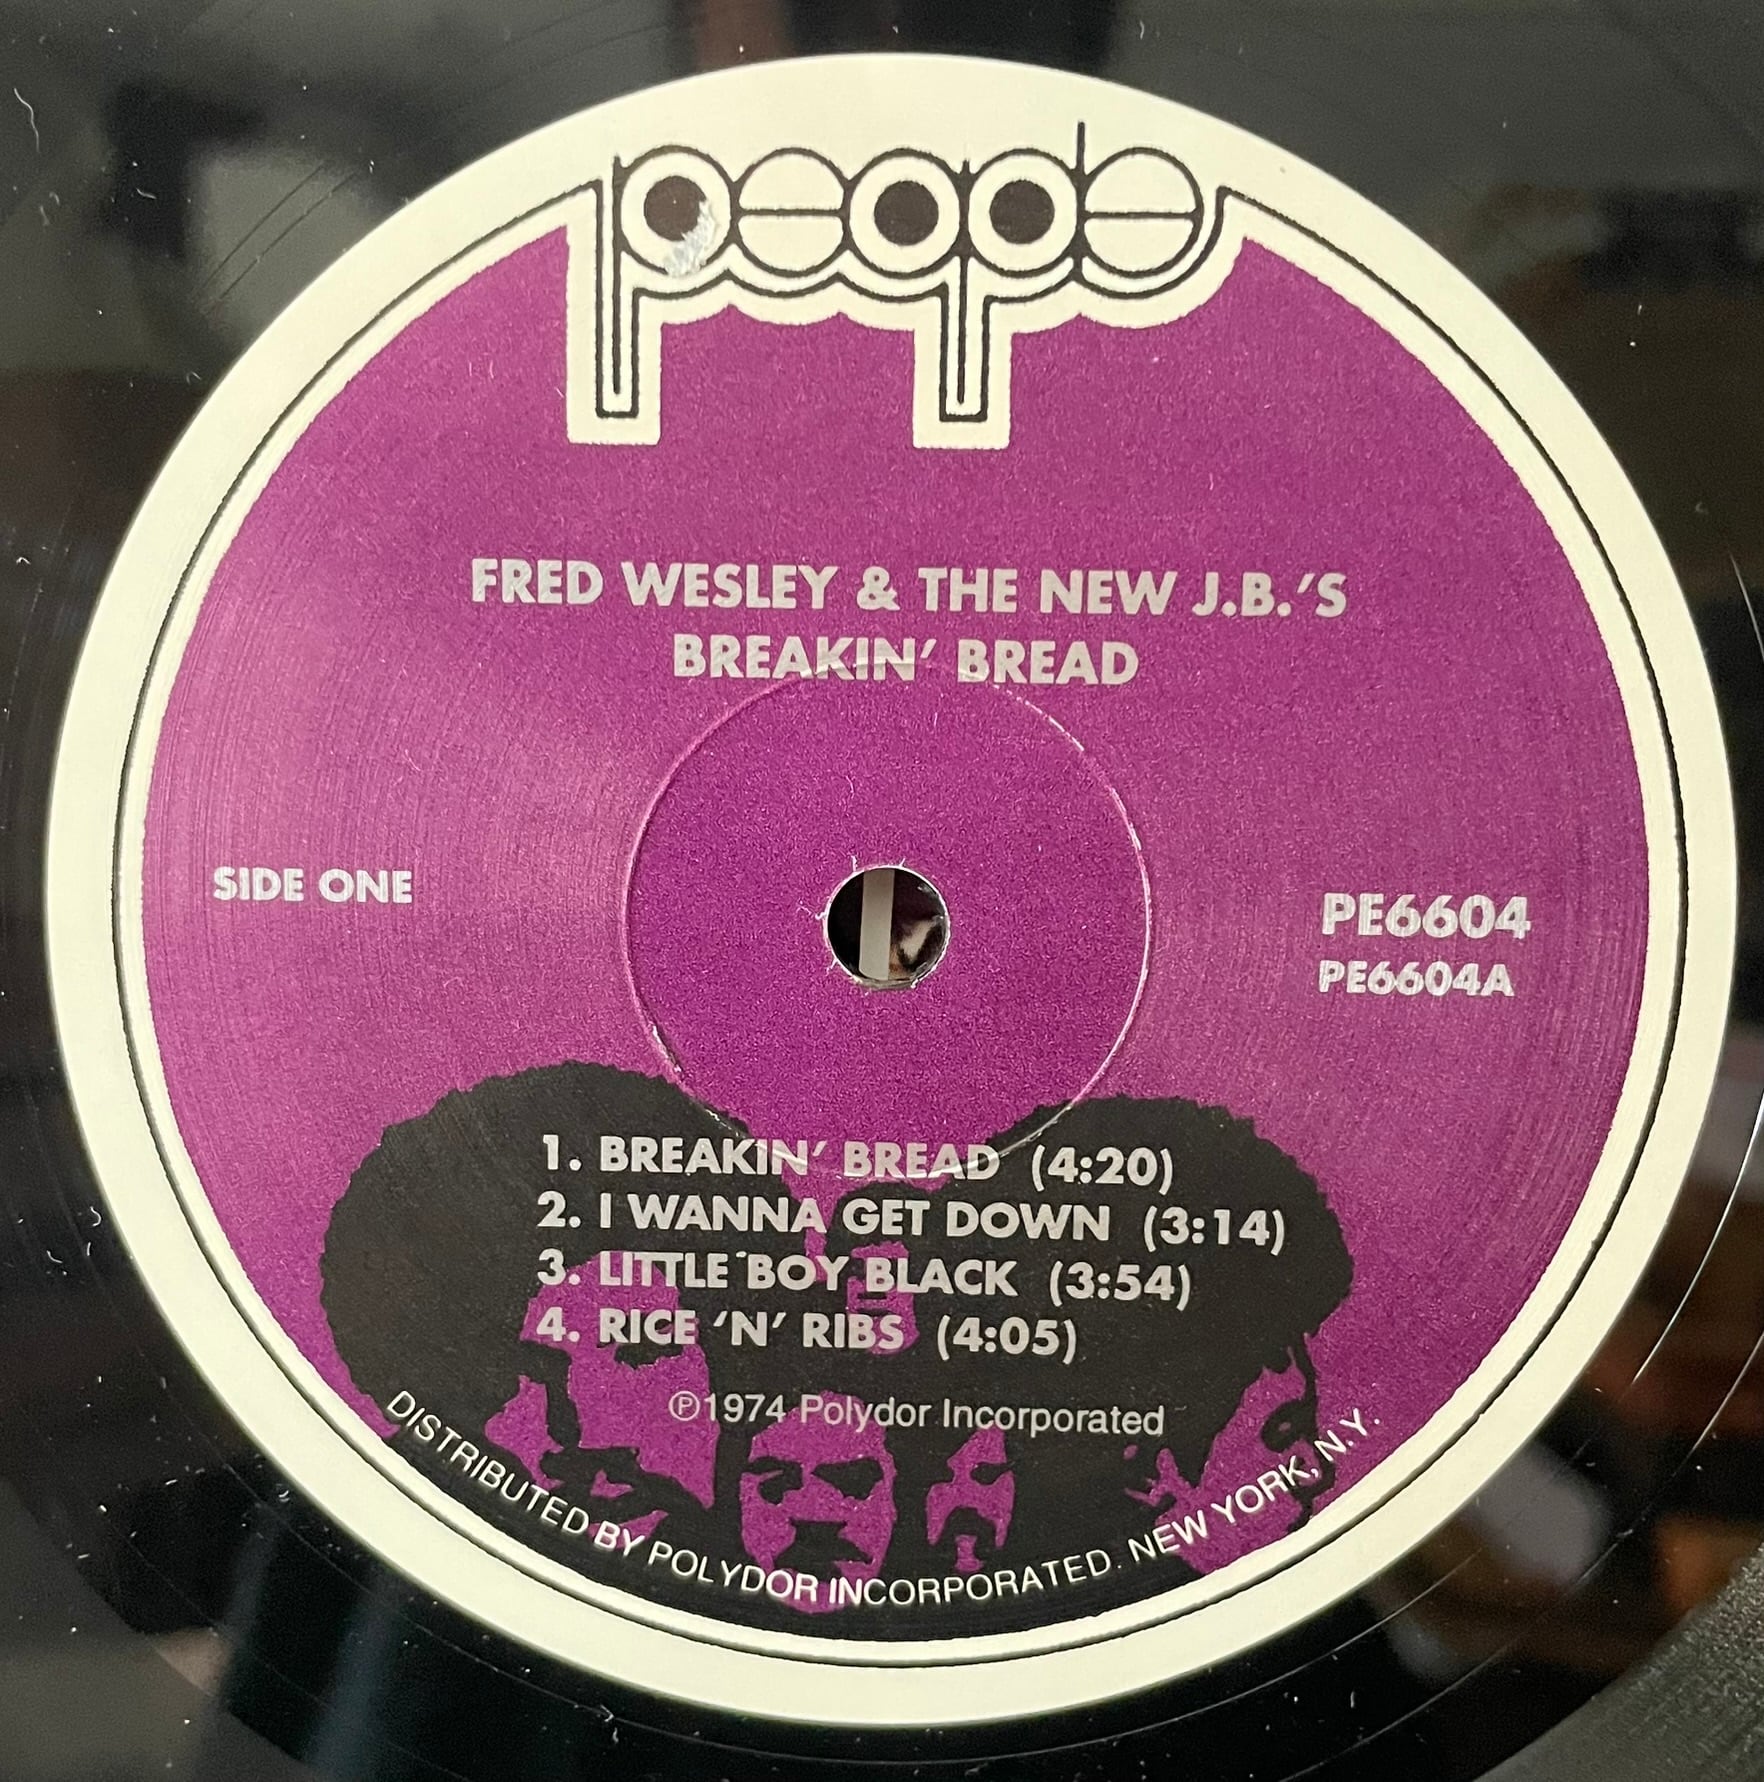 people
FRED WESLEY & THE NEW J.B.'S
BREAKIN' BREAD
SIDE ONE
PE6604
PE6604A
1. BREAKIN' BREAD (4:20)
2. I WANNA GET DOWN (3:14)
3. LITTLE BOY BLACK (3:54)
4. RICE 'N' RIBS (4:05)
℗1974 Polydor Incorporated
DISTRIBUTED BY POLYDOR INCORPORATED. NEW YORK, N.Y.